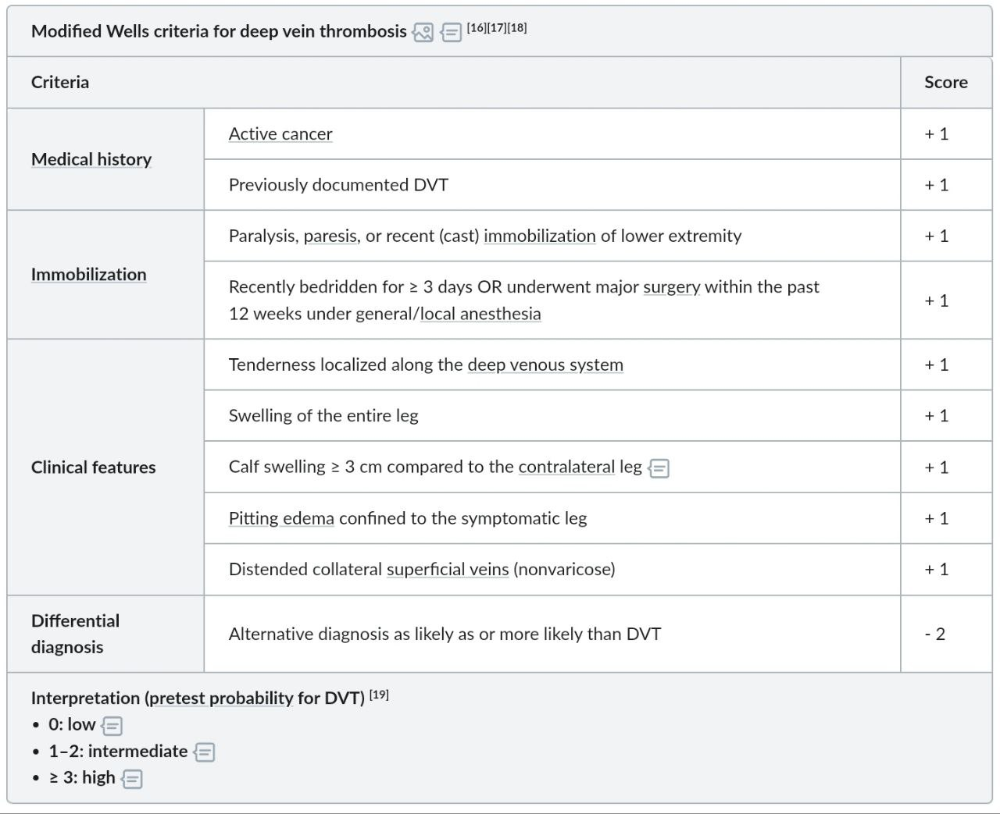 Modified Wells criteria for deep vein thrombosis [16][17][18]
Criteria
Score
Medical history
Active cancer
+ 1
Previously documented DVT
+ 1
Immobilization
Paralysis, paresis, or recent (cast) immobilization of lower extremity
+ 1
Recently bedridden for ≥ 3 days OR underwent major surgery within the past
12 weeks under general/local anesthesia
+ 1
Clinical features
Tenderness localized along the deep venous system
+ 1
Swelling of the entire leg
+ 1
Calf swelling ≥ 3 cm compared to the contralateral leg
+ 1
Pitting edema confined to the symptomatic leg
+ 1
Distended collateral superficial veins (nonvaricose)
+ 1
Differential
diagnosis
Alternative diagnosis as likely as or more likely than DVT
- 2
Interpretation (pretest probability for DVT) [19]
• 0: low
• 1–2: intermediate
• ≥ 3: high